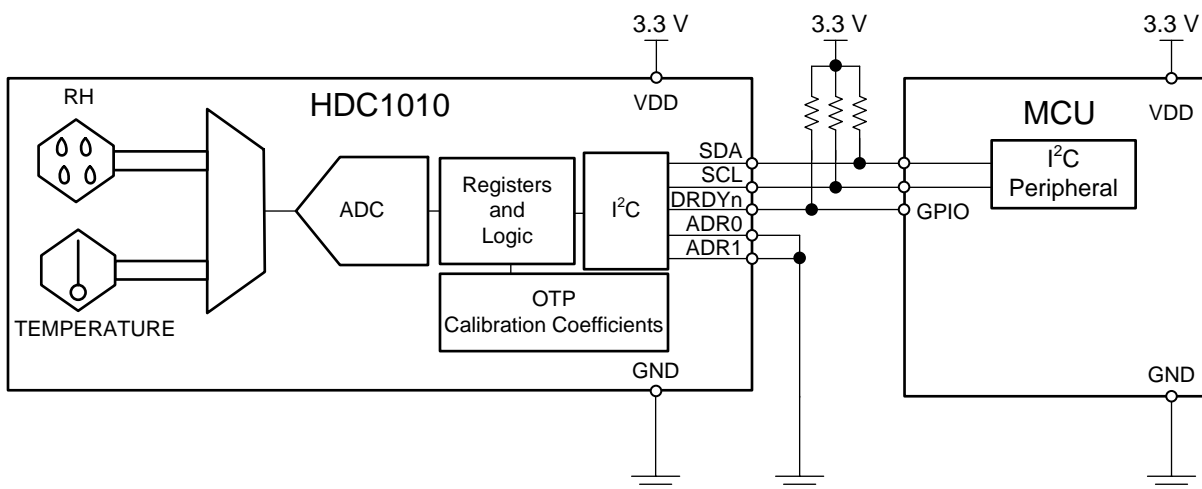 3.3 V
3.3 V
3.3 V
RH
HDC1010
VDD
MCU
VDD
SDA
SCL
DRDYn
ADR0
ADR1
GPIO
I²C
Peripheral
ADC
Registers
and
Logic
I²C
OTP
Calibration Coefficients
TEMPERATURE
GND
GND